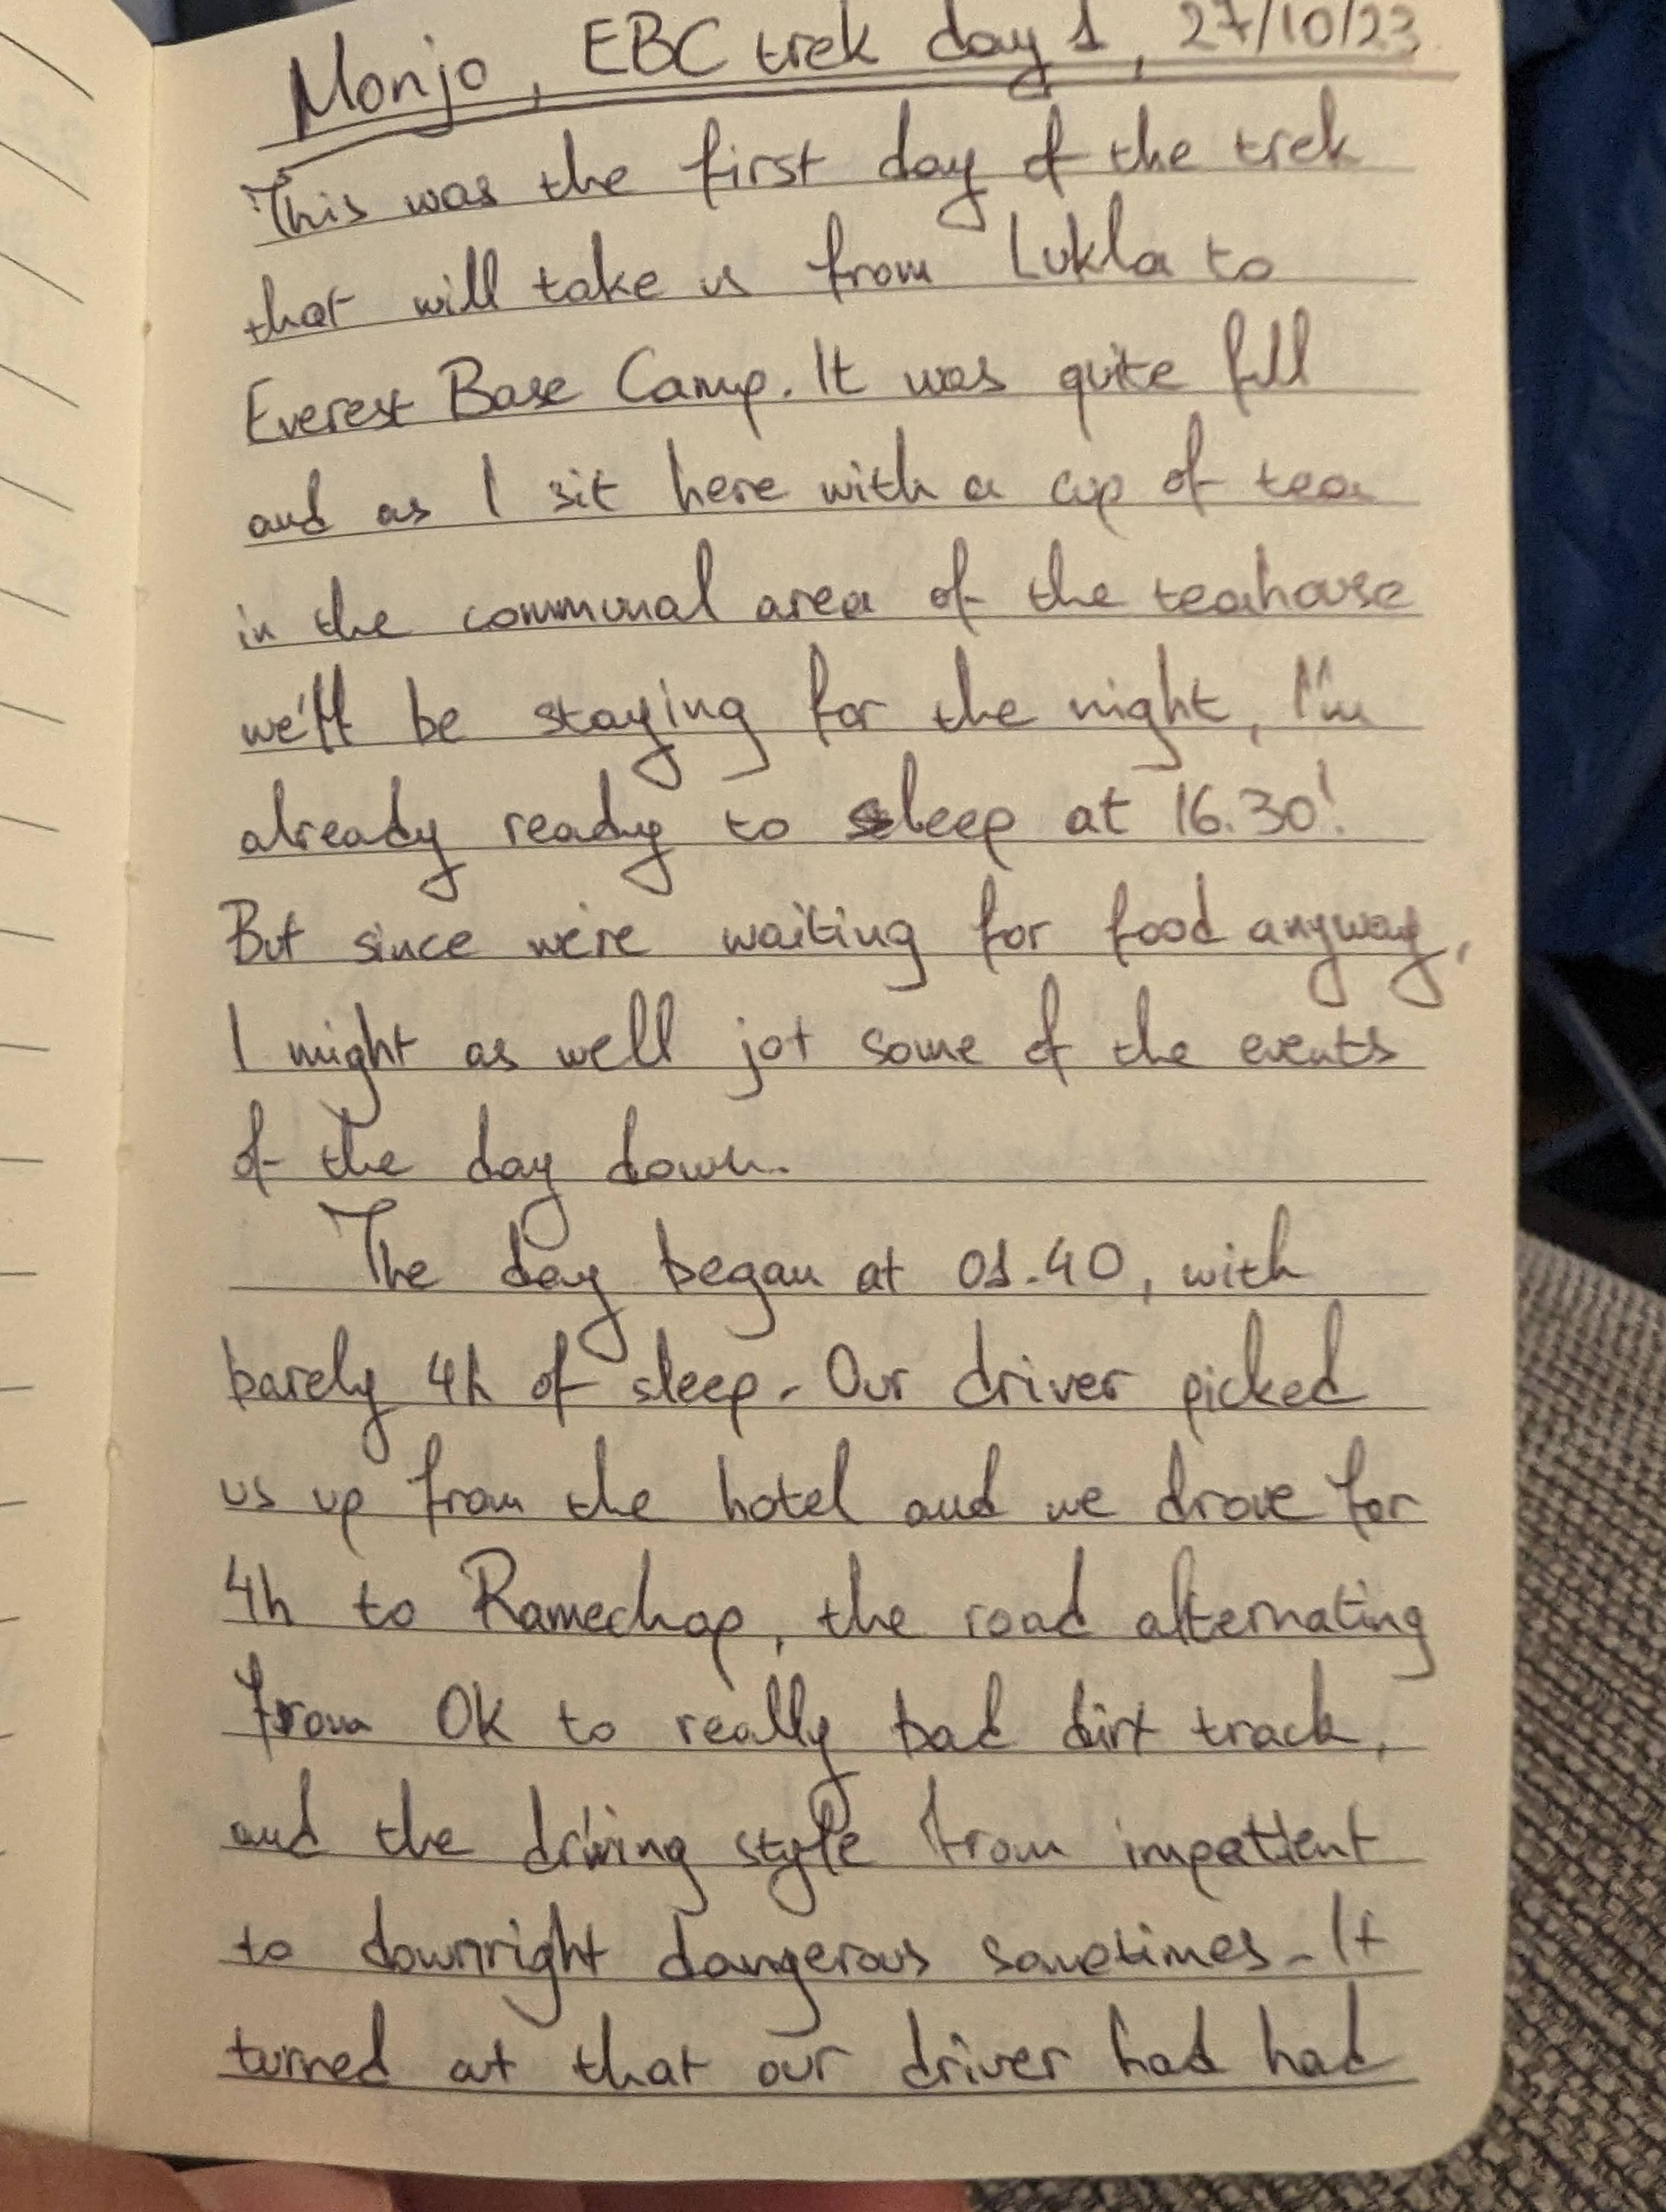 Monjo, EBC trek day 1, 27/10/23
This was the first day of the trek
that will take us from Lukla to
Everest Base Camp. It was quite full
and as I sit here with a cup of tea
in the communal area of the teahouse
we'll be staying for the night, I'm
already ready to sleep at 16.30!
But since we're waiting for food anyway,
I might as well jot some of the events
of the day down.
The day began at 01.40, with
barely 4h of sleep. Our driver picked
us up from the hotel and we drove for
4h to Ramechap, the road alternating
from OK to really bad dirt track,
and the driving style from impatient
to downright dangerous sometimes. It
turned out that our driver had had